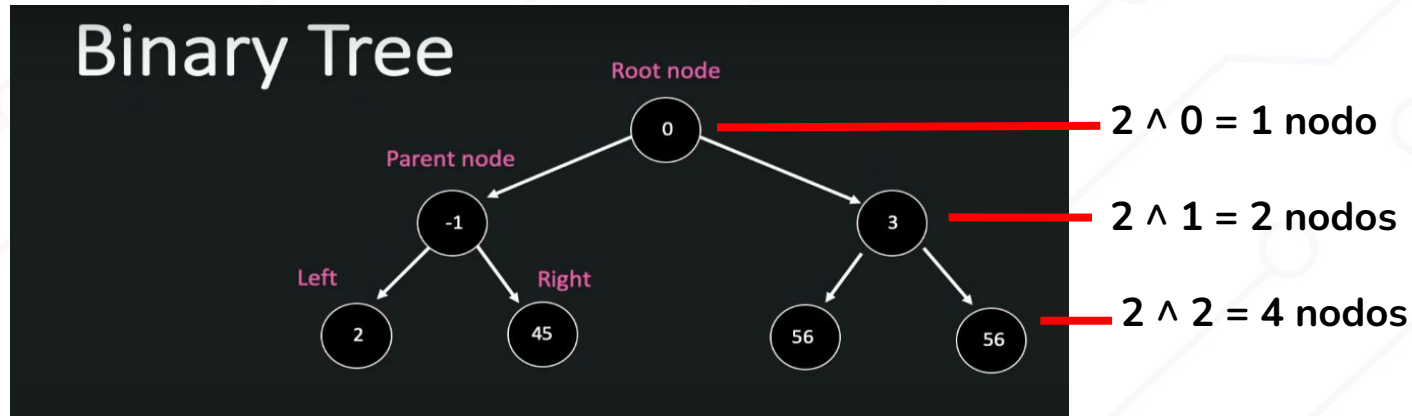 Binary Tree
Root node
0
2 ^ 0 = 1 nodo
Parent node
-1
3
2 ^ 1 = 2 nodos
Left
Right
2
45
56
56
2 ^ 2 = 4 nodos